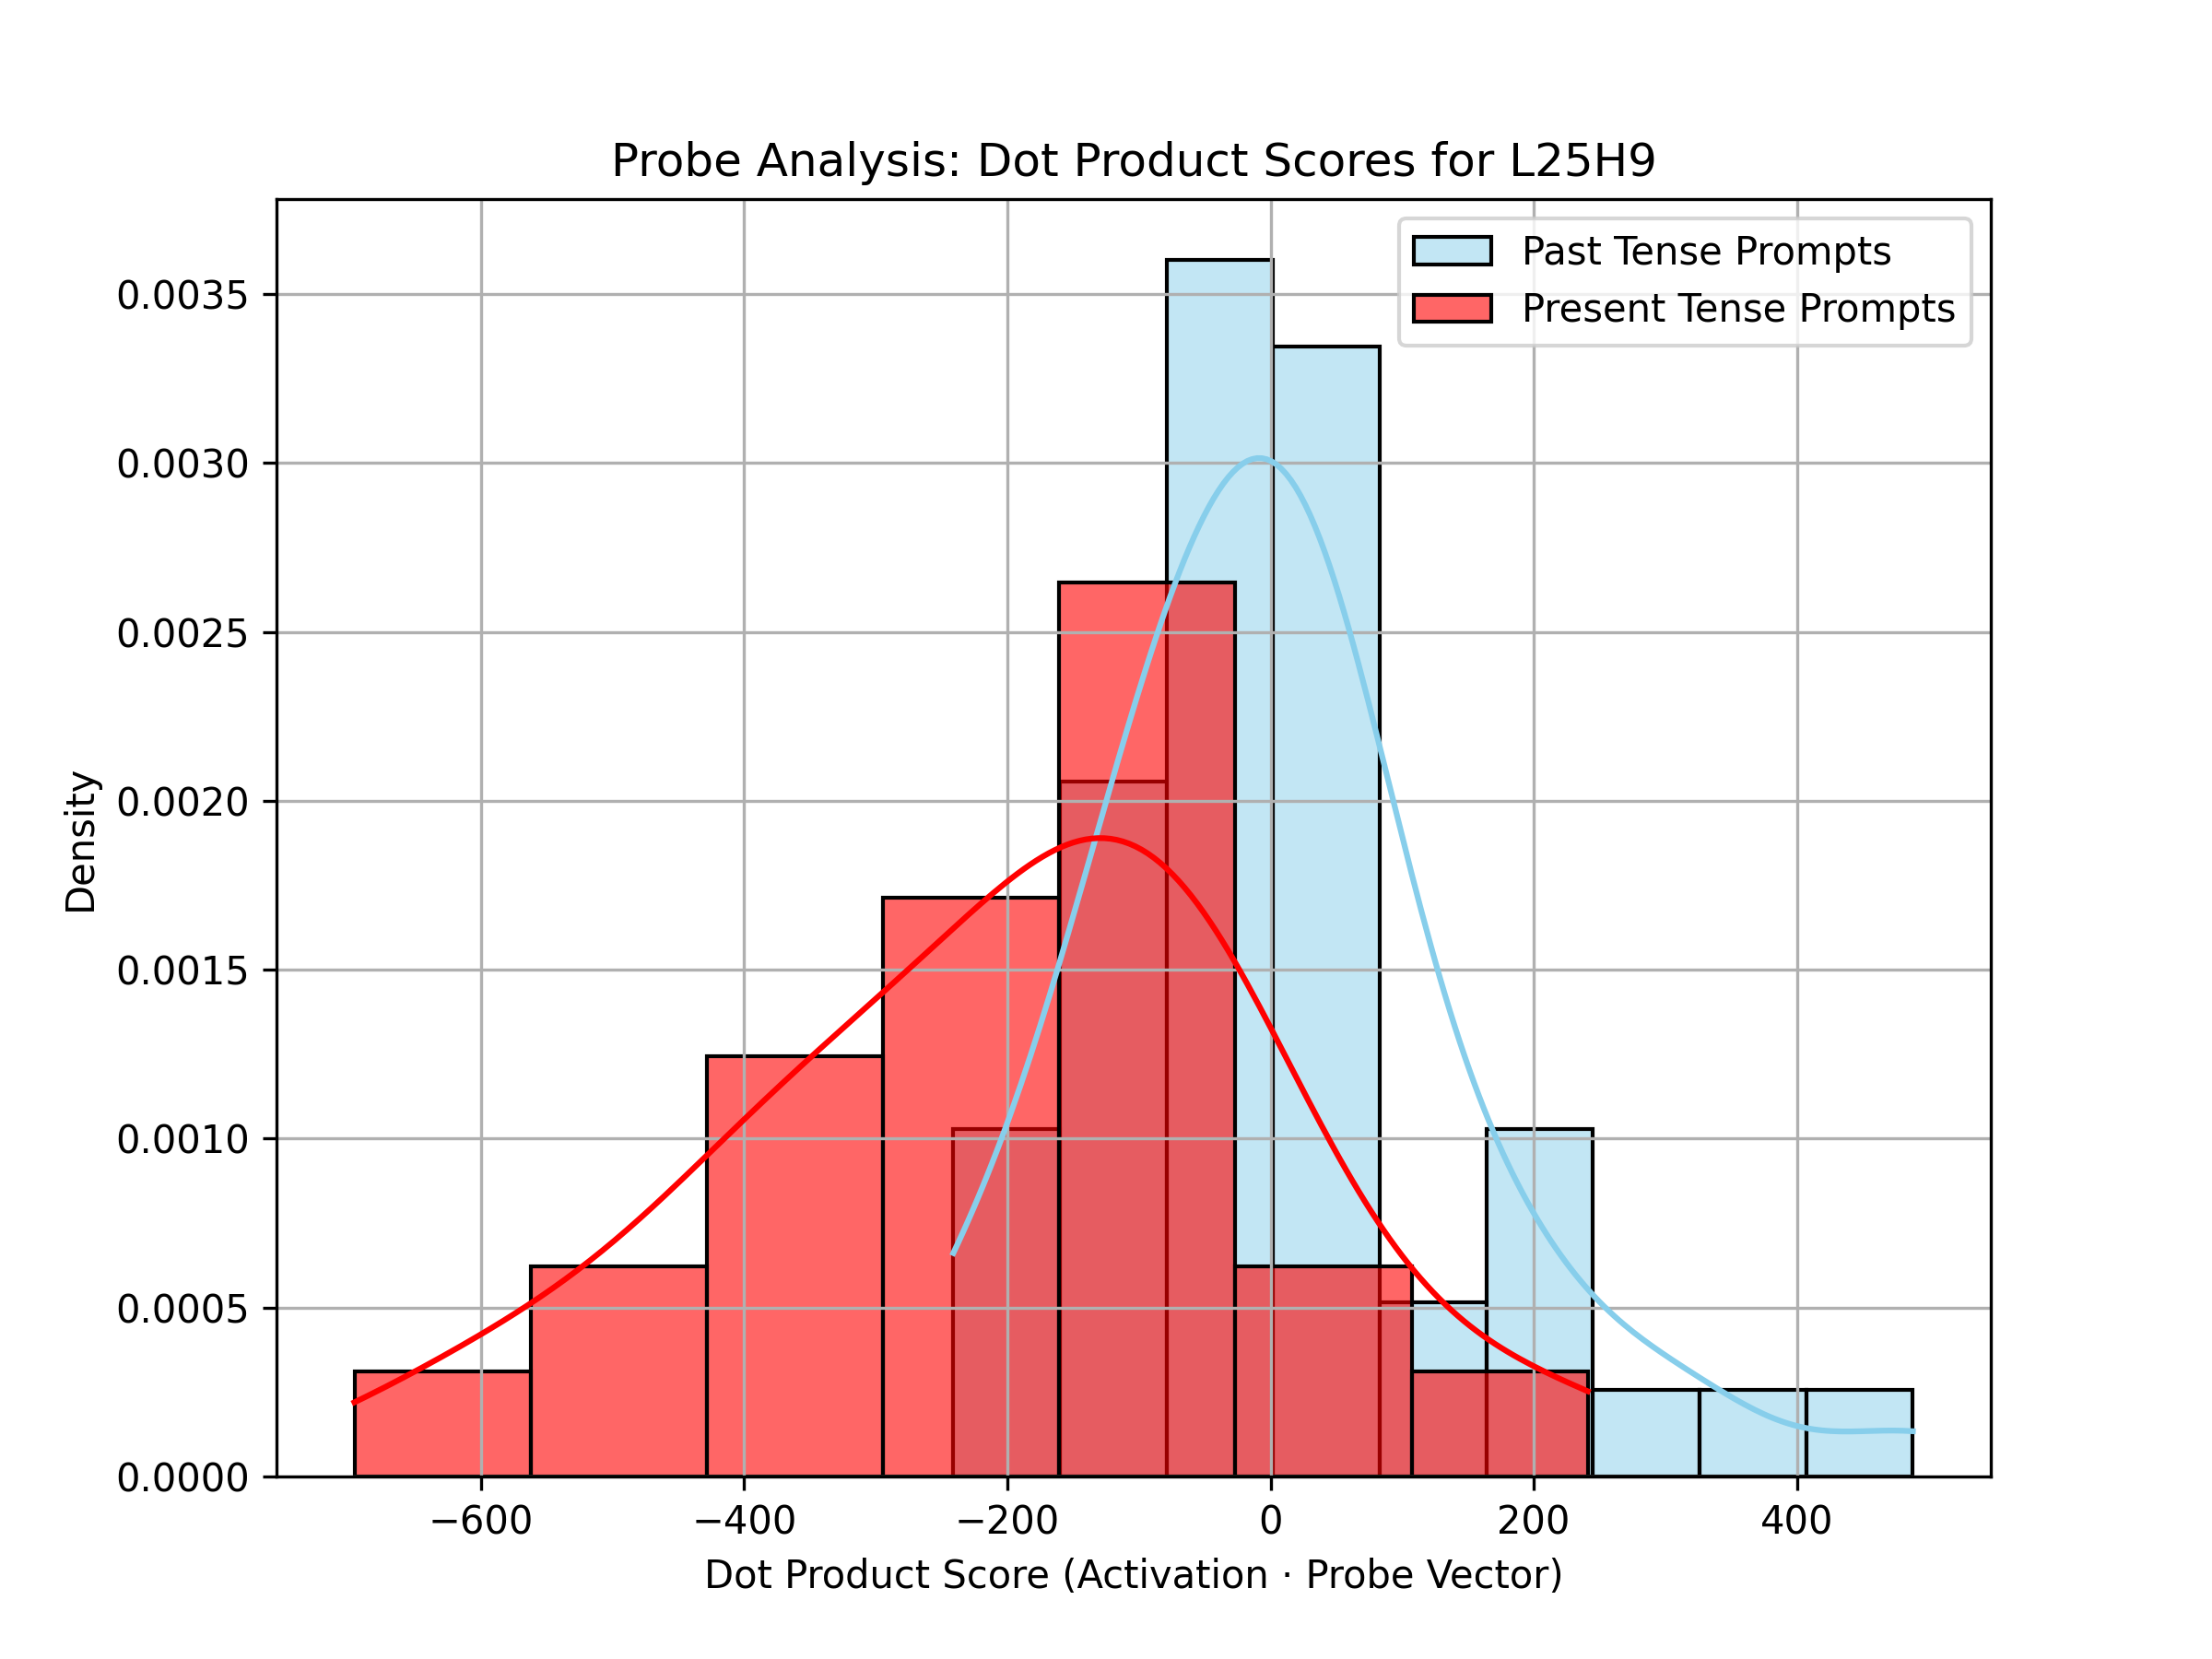 Probe Analysis: Dot Product Scores for L25H9
Past Tense Prompts
Present Tense Prompts
Density
0.0035
0.0030
0.0025
0.0020
0.0015
0.0010
0.0005
0.0000
−600
−400
−200
0
200
400
Dot Product Score (Activation · Probe Vector)